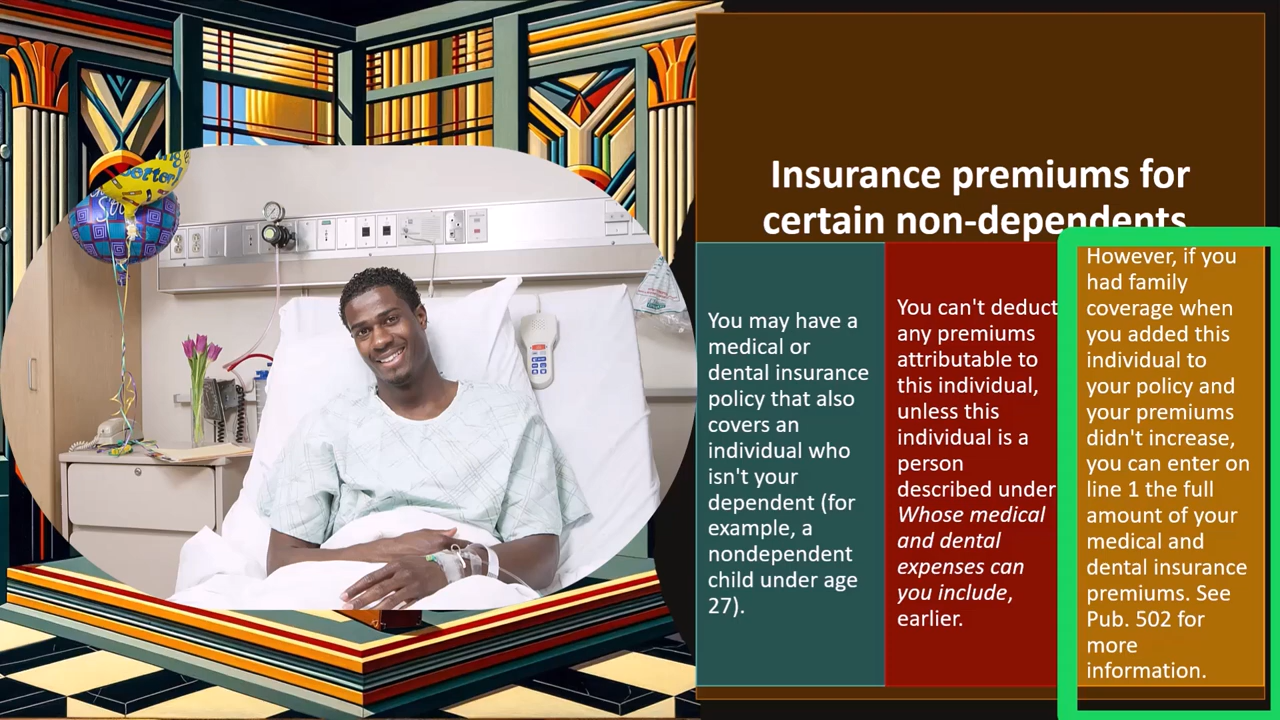 Insurance premiums for
certain non-dependents
You may have a
medical or
dental insurance
policy that also
covers an
individual who
isn't your
dependent (for
example, a
nondependent
child under age
27).
You can't deduct
any premiums
attributable to
this individual,
unless this
individual is a
person
described under
Whose medical
and dental
expenses can
you include,
earlier.
However, if you
had family
coverage when
you added this
individual to
your policy and
your premiums
didn't increase,
you can enter on
line 1 the full
amount of your
medical and
dental insurance
premiums. See
Pub. 502 for
more
information.